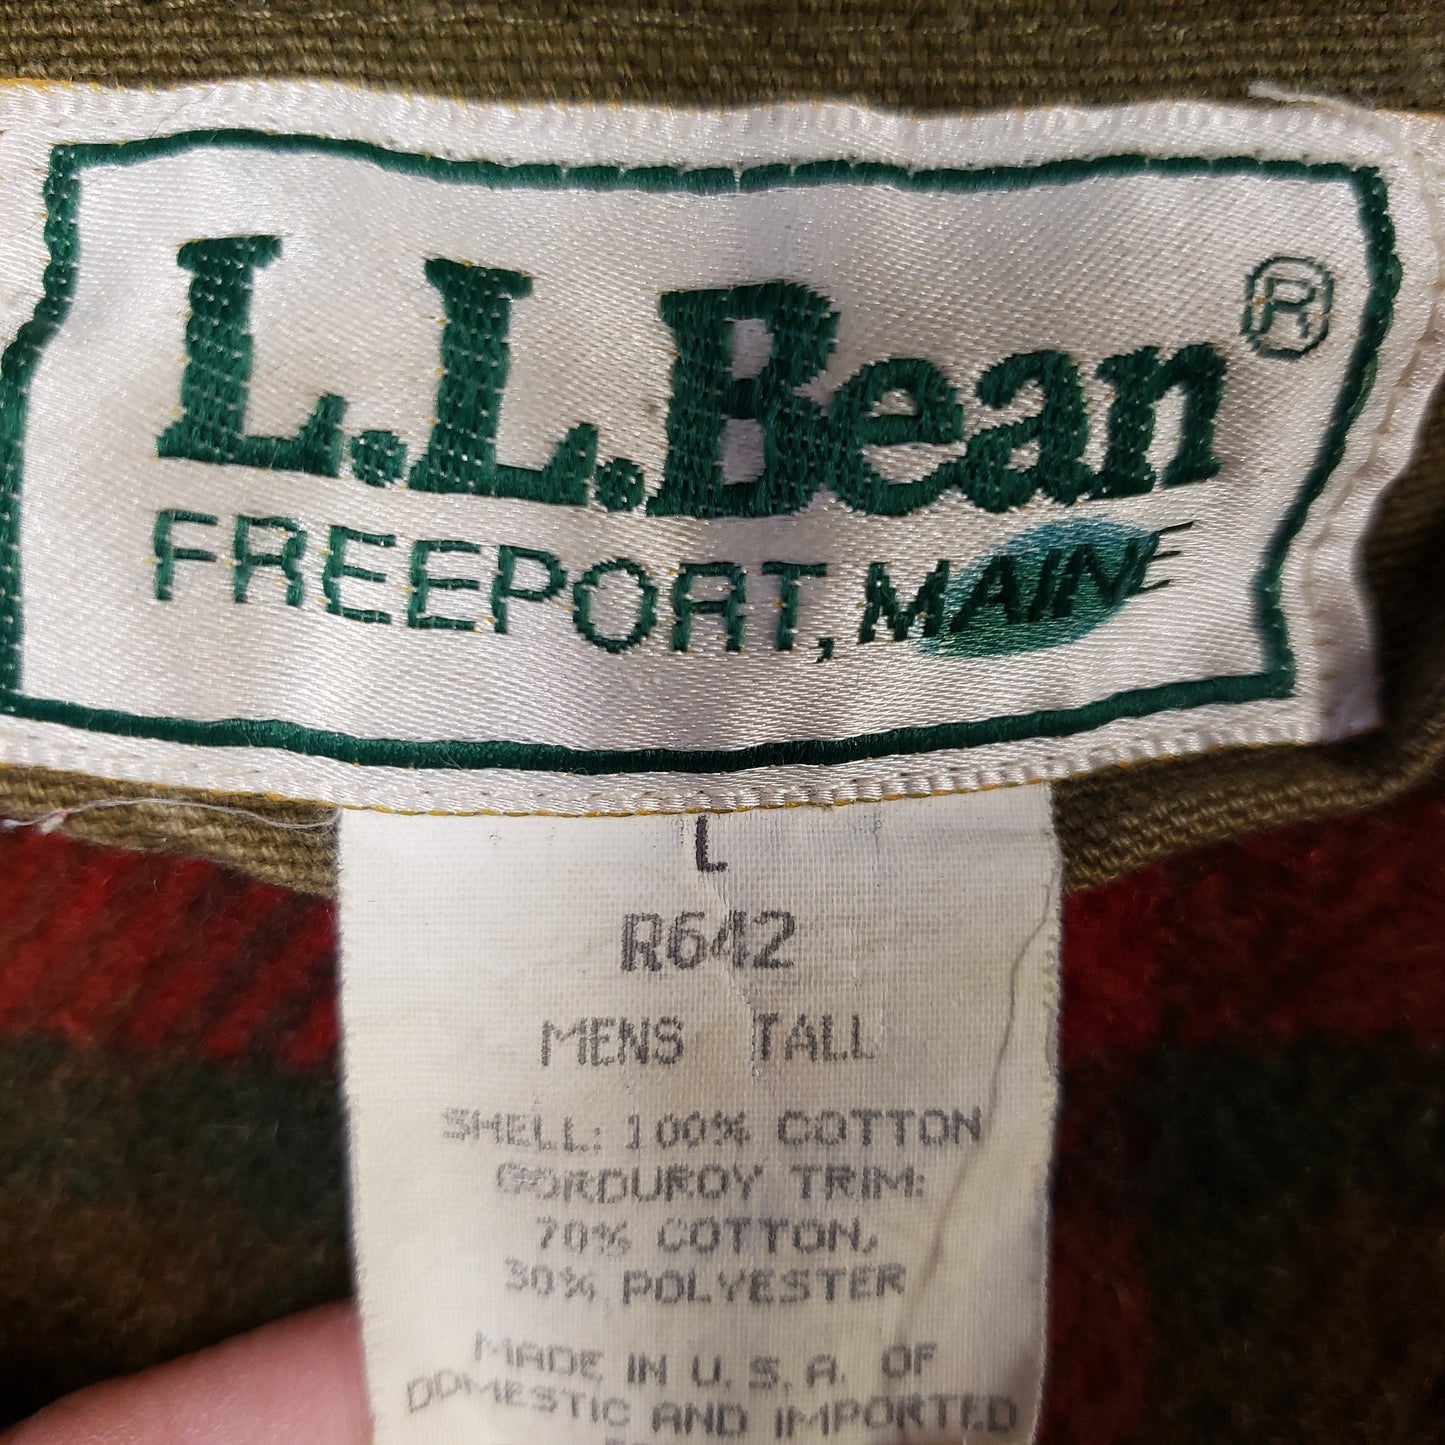 L.L.Bean®
FREEPORT, MAINE
L
R642
MENS TALL
SHELL: 100% COTTON
CORDUROY TRIM:
70% COTTON,
30% POLYESTER
MADE IN U.S.A. OF
DOMESTIC AND IMPORTED